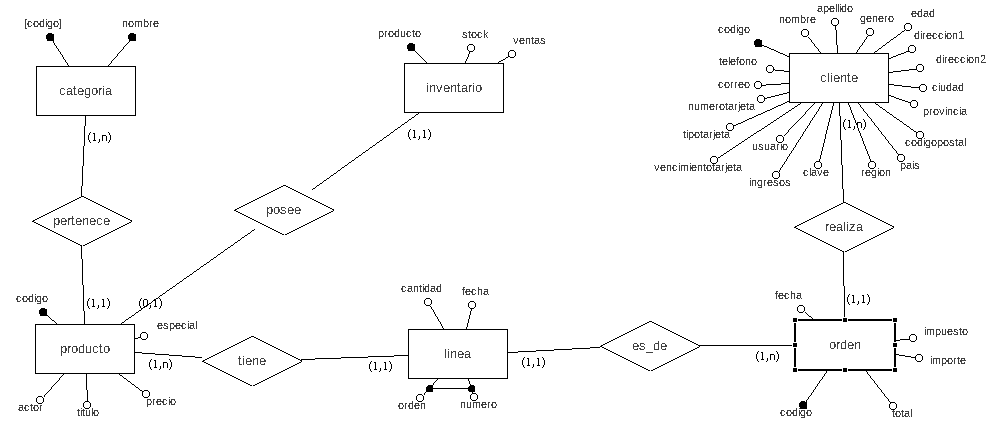 [codigo]
nombre
categoria
(1,n)
pertenece
(1,1)
producto
stock
ventas
inventario
(1,1)
posee
(0,1)
codigo
producto
especial
actor
titulo
precio
(1,n)
tiene
(1,1)
cantidad
fecha
linea
orden
numero
(1,1)
es_de
(1,n)
apellido
nombre
genero
edad
codigo
direccion1
telefono
direccion2
correo
cliente
ciudad
numerotarjeta
provincia
tipotarjeta
(1,n)
codigopostal
usuario
vencimientotarjeta
pais
ingresos
clave
region
realiza
(1,1)
fecha
orden
impuesto
importe
codigo
total